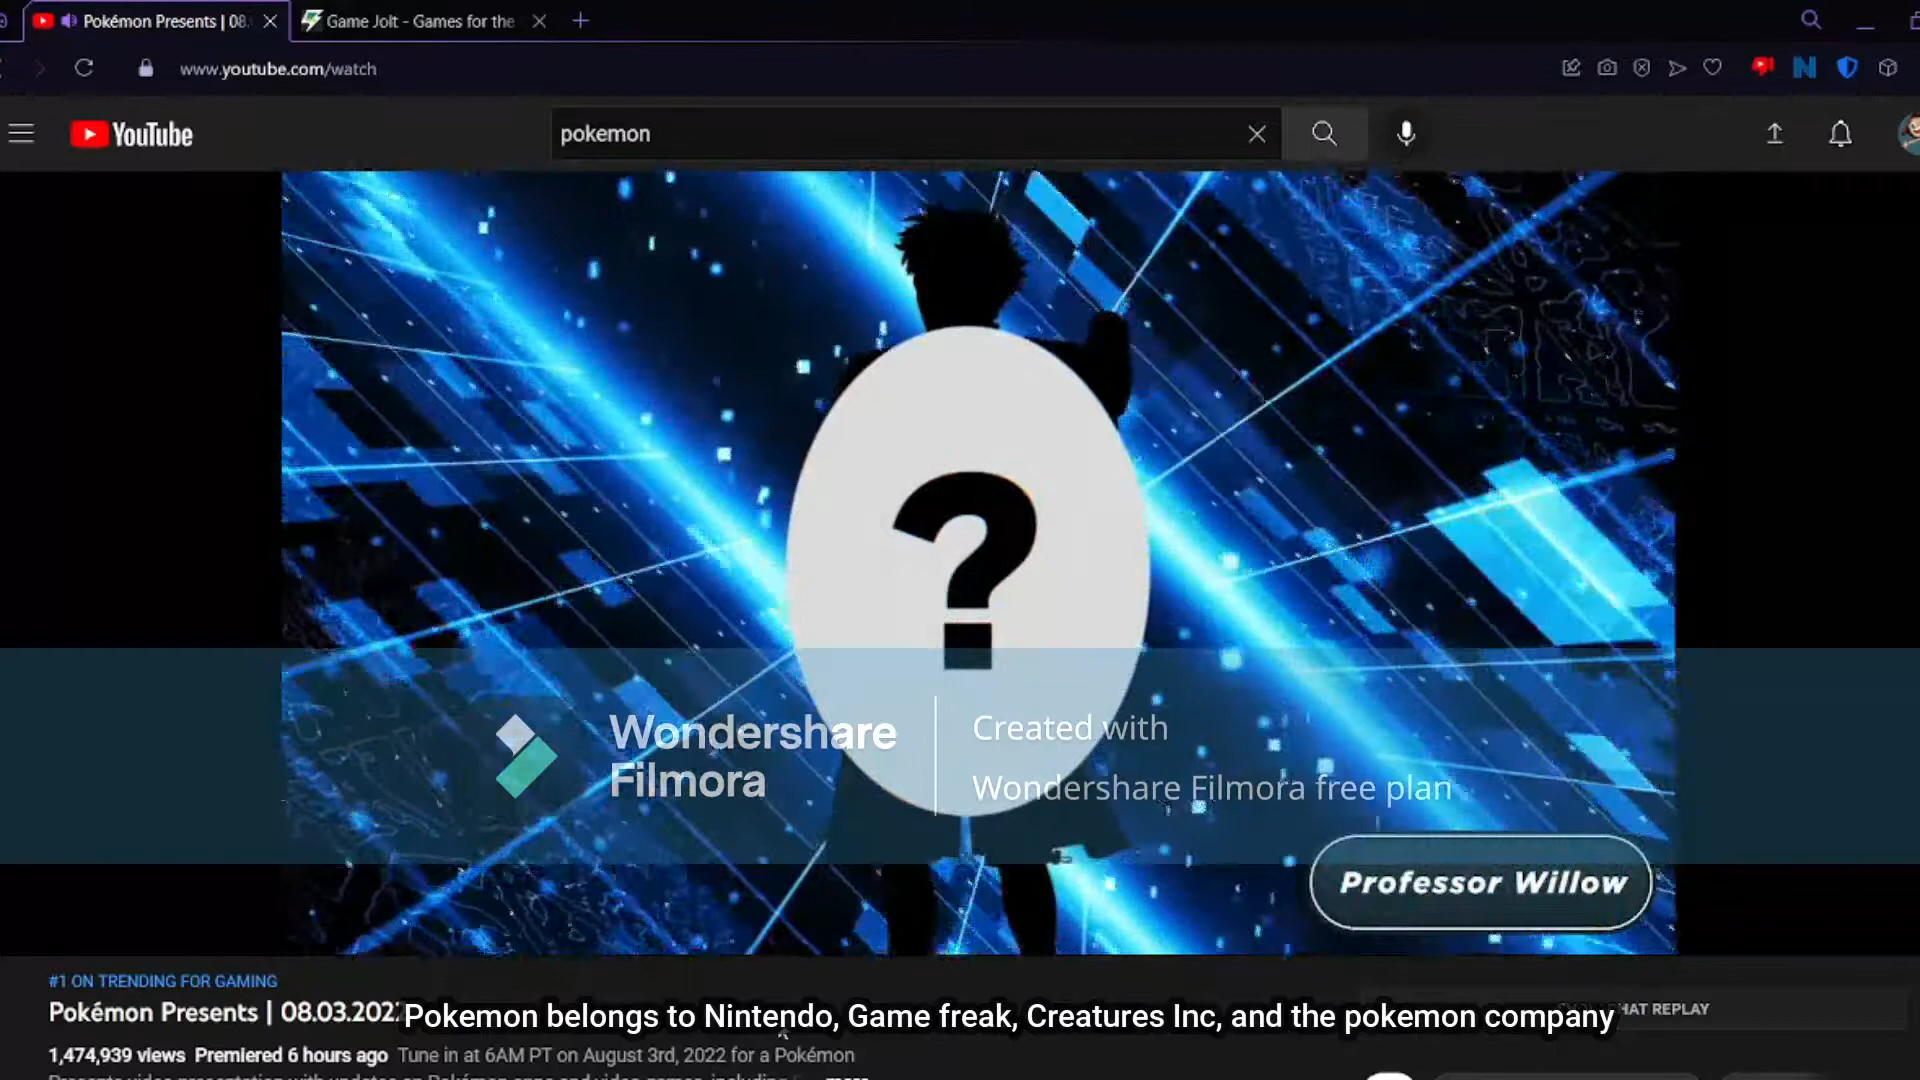 Pokémon Presents | 08.
Game Jolt - Games for the
www.youtube.com/watch
YouTube
pokemon
?
Wondershare
Filmora
Created with
Wondershare Filmora free plan
Professor Willow
#1 ON TRENDING FOR GAMING
Pokémon Presents | 08.03.2022
HAT REPLAY
Pokemon belongs to Nintendo, Game freak, Creatures Inc, and the pokemon company
1,474,939 views Premiered 6 hours ago Tune in at 6AM PT on August 3rd, 2022 for a Pokémon